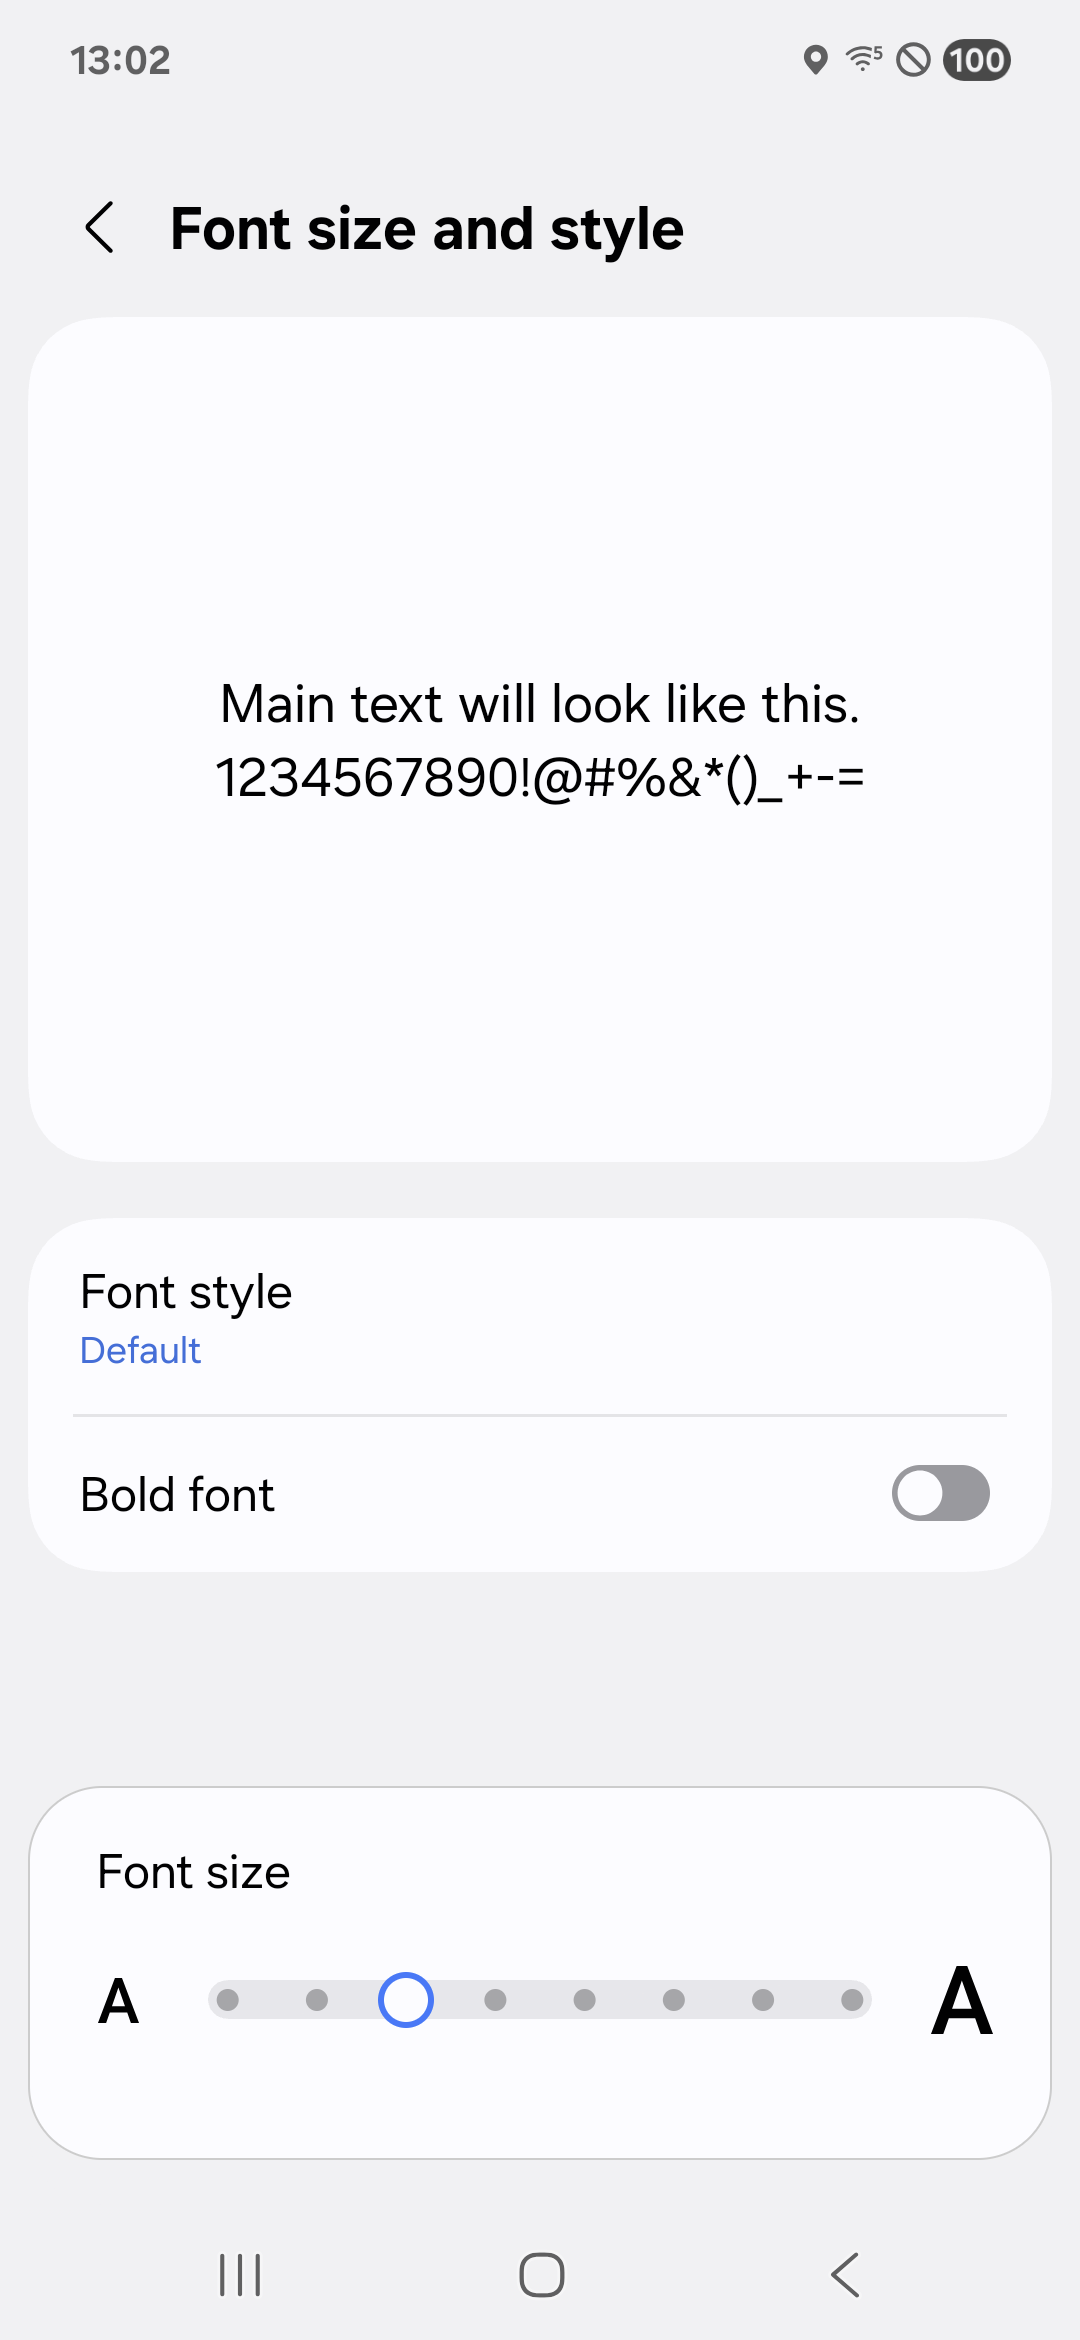 13:02
5
100
Font size and style
Main text will look like this.
1234567890!@#%&*()_+-=
Font style
Default
Bold font
Font size
A
A